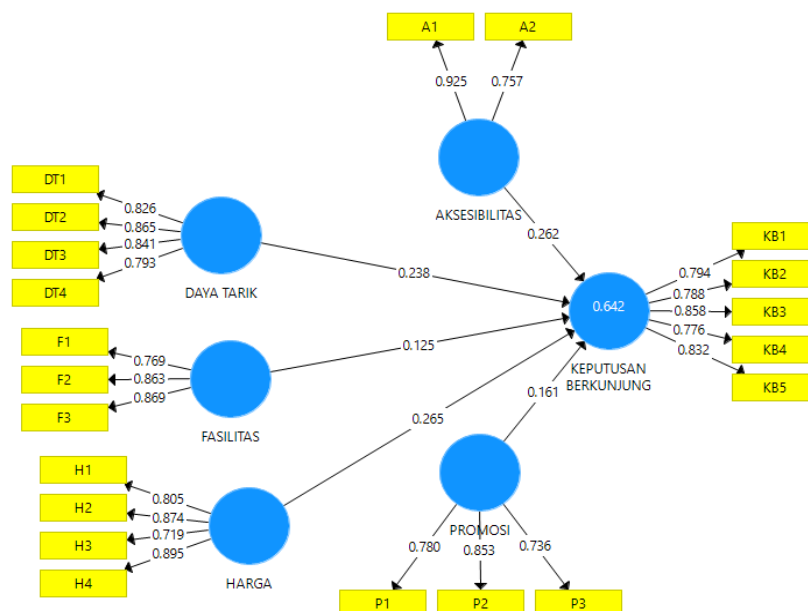 A1
A2
0.925
0.757
AKSESIBILITAS
0.262
DT1
DT2
DT3
DT4
0.826
0.865
0.841
0.793
DAYA TARIK
0.238
F1
F2
F3
0.769
0.863
0.869
FASILITAS
0.125
H1
H2
H3
H4
0.805
0.874
0.719
0.895
HARGA
0.265
0.642
KEPUTUSAN
BERKUNJUNG
0.794
0.788
0.858
0.776
0.832
KB1
KB2
KB3
KB4
KB5
0.161
PROMOSI
0.780
0.853
0.736
P1
P2
P3